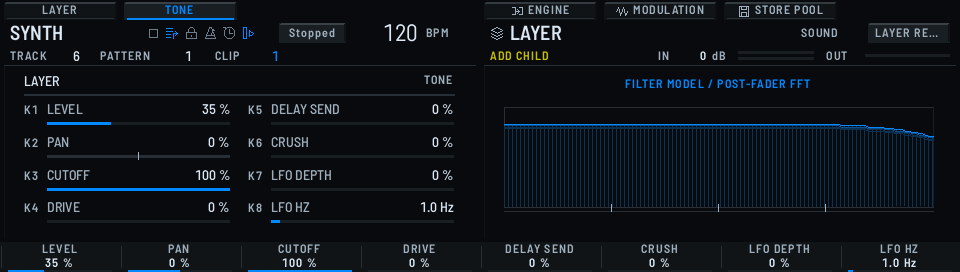 LAYER
TONE
ENGINE
MODULATION
STORE POOL
SYNTH
Stopped
120 BPM
LAYER
SOUND
LAYER RE...
TRACK 6 PATTERN 1 CLIP 1
ADD CHILD
IN 0 dB
OUT
LAYER
TONE
K1 LEVEL 35 %
K5 DELAY SEND 0 %
K2 PAN 0 %
K6 CRUSH 0 %
K3 CUTOFF 100 %
K7 LFO DEPTH 0 %
K4 DRIVE 0 %
K8 LFO HZ 1.0 Hz
FILTER MODEL / POST-FADER FFT
LEVEL
35 %
PAN
0 %
CUTOFF
100 %
DRIVE
0 %
DELAY SEND
0 %
CRUSH
0 %
LFO DEPTH
0 %
LFO HZ
1.0 Hz